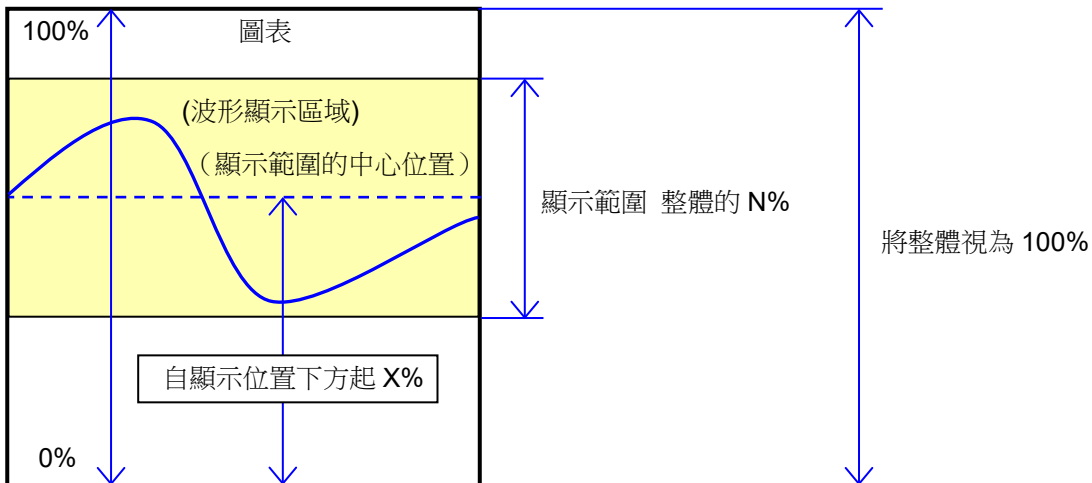 100%
圖表
(波形顯示區域)
（顯示範圍的中心位置）
顯示範圍 整體的 N%
將整體視為 100%
自顯示位置下方起 X%
0%